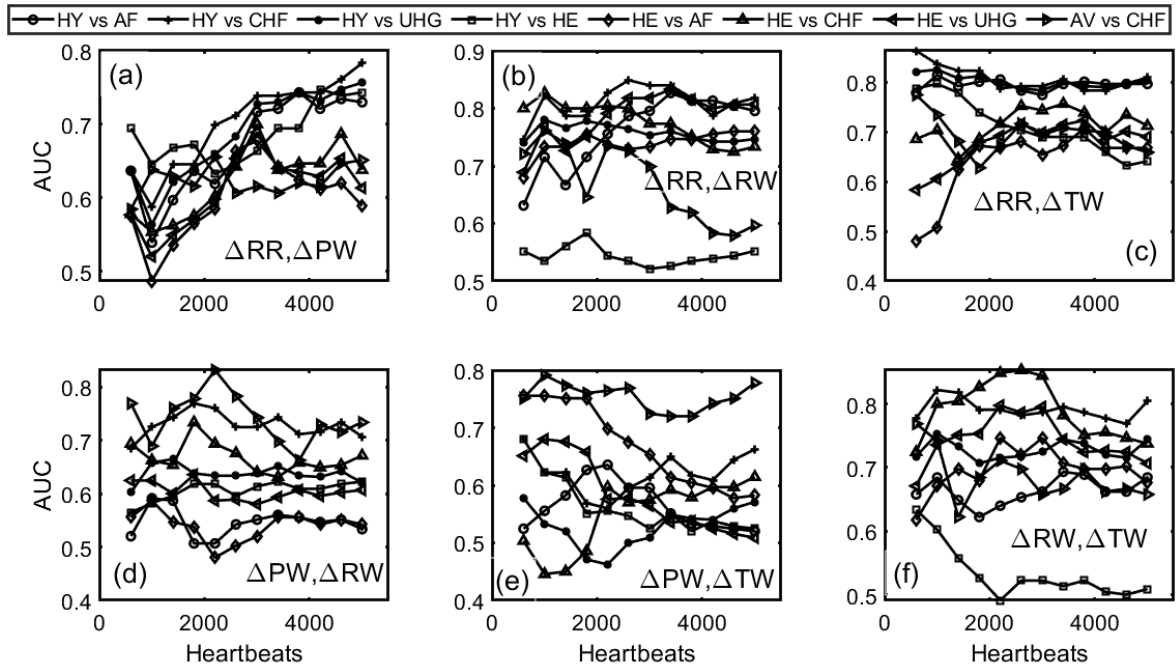 HY vs AF HY vs CHF HY vs UHG HY vs HE HE vs AF HE vs CHF HE vs UHG AV vs CHF
0.8 0.9
(a) (b) (c)
0.8 0.8
0.7 0.8 0.7
AUC 0.7 0.6
0.6 ΔRR,ΔRW ΔRR,ΔTW
0.6 0.5
ΔRR,ΔPW
0.5 0.5 0.4
0 2000 4000 0 2000 4000 0 2000 4000
0.8 0.8 0.8
0.7 0.7
AUC 0.7
0.6 0.6
0.6
0.5 0.5 ΔRW,ΔTW
(d) ΔPW,ΔRW (e) ΔPW,ΔTW (f)
0.4 0.4 0.5
0 2000 4000 0 2000 4000 0 2000 4000
Heartbeats Heartbeats Heartbeats